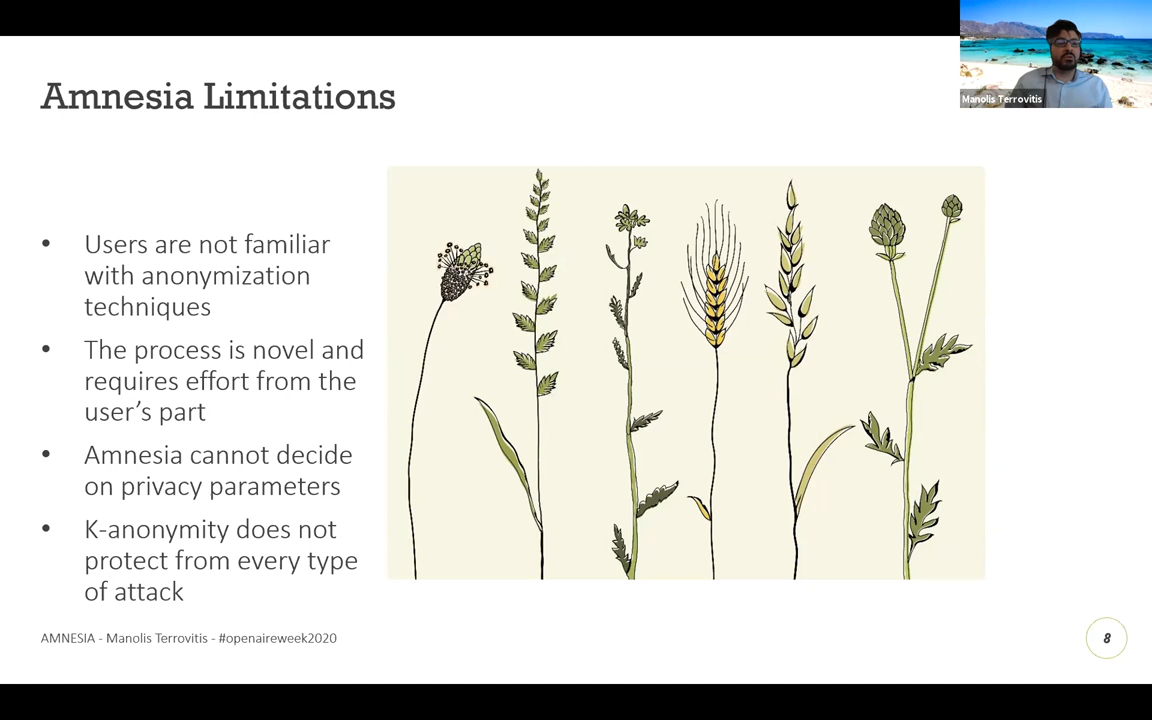 Manolis Terrovitis
Amnesia Limitations
• Users are not familiar
with anonymization
techniques
• The process is novel and
requires effort from the
user's part
• Amnesia cannot decide
on privacy parameters
• K-anonymity does not
protect from every type
of attack
AMNESIA - Manolis Terrovitis - #openaireweek2020
8